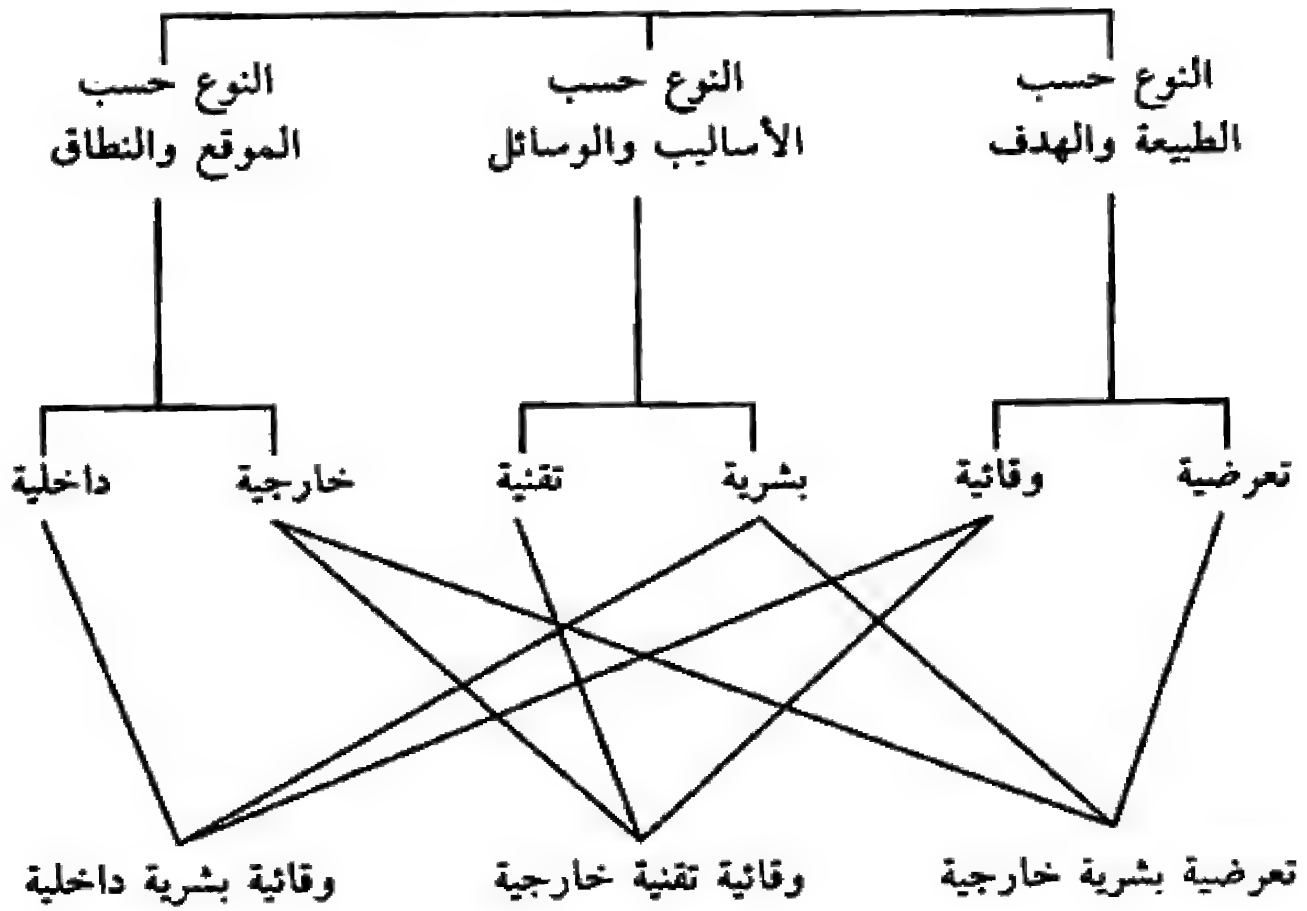 النوع حسب
الطبيعة والهدف
النوع حسب
الأساليب والوسائل
النوع حسب
الموقع والنطاق
تعرضية
وقائية
بشرية
تقنية
خارجية
داخلية
تعرضية بشرية خارجية
وقائية تقنية خارجية
وقائية بشرية داخلية